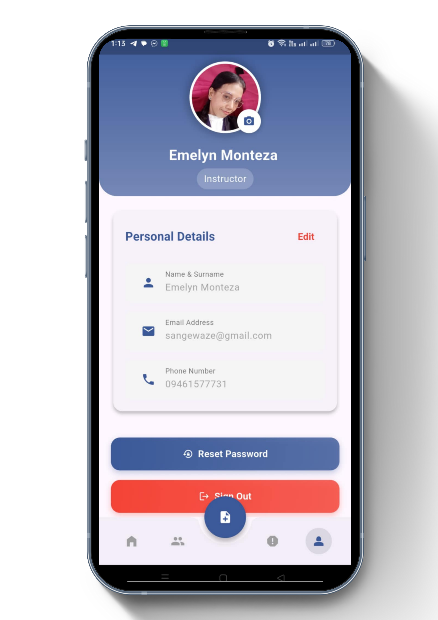 1:13
Emelyn Monteza
Instructor
Personal Details
Edit
Name & Surname
Emelyn Monteza
Email Address
sangewaze@gmail.com
Phone Number
09461577731
Reset Password
Sign Out